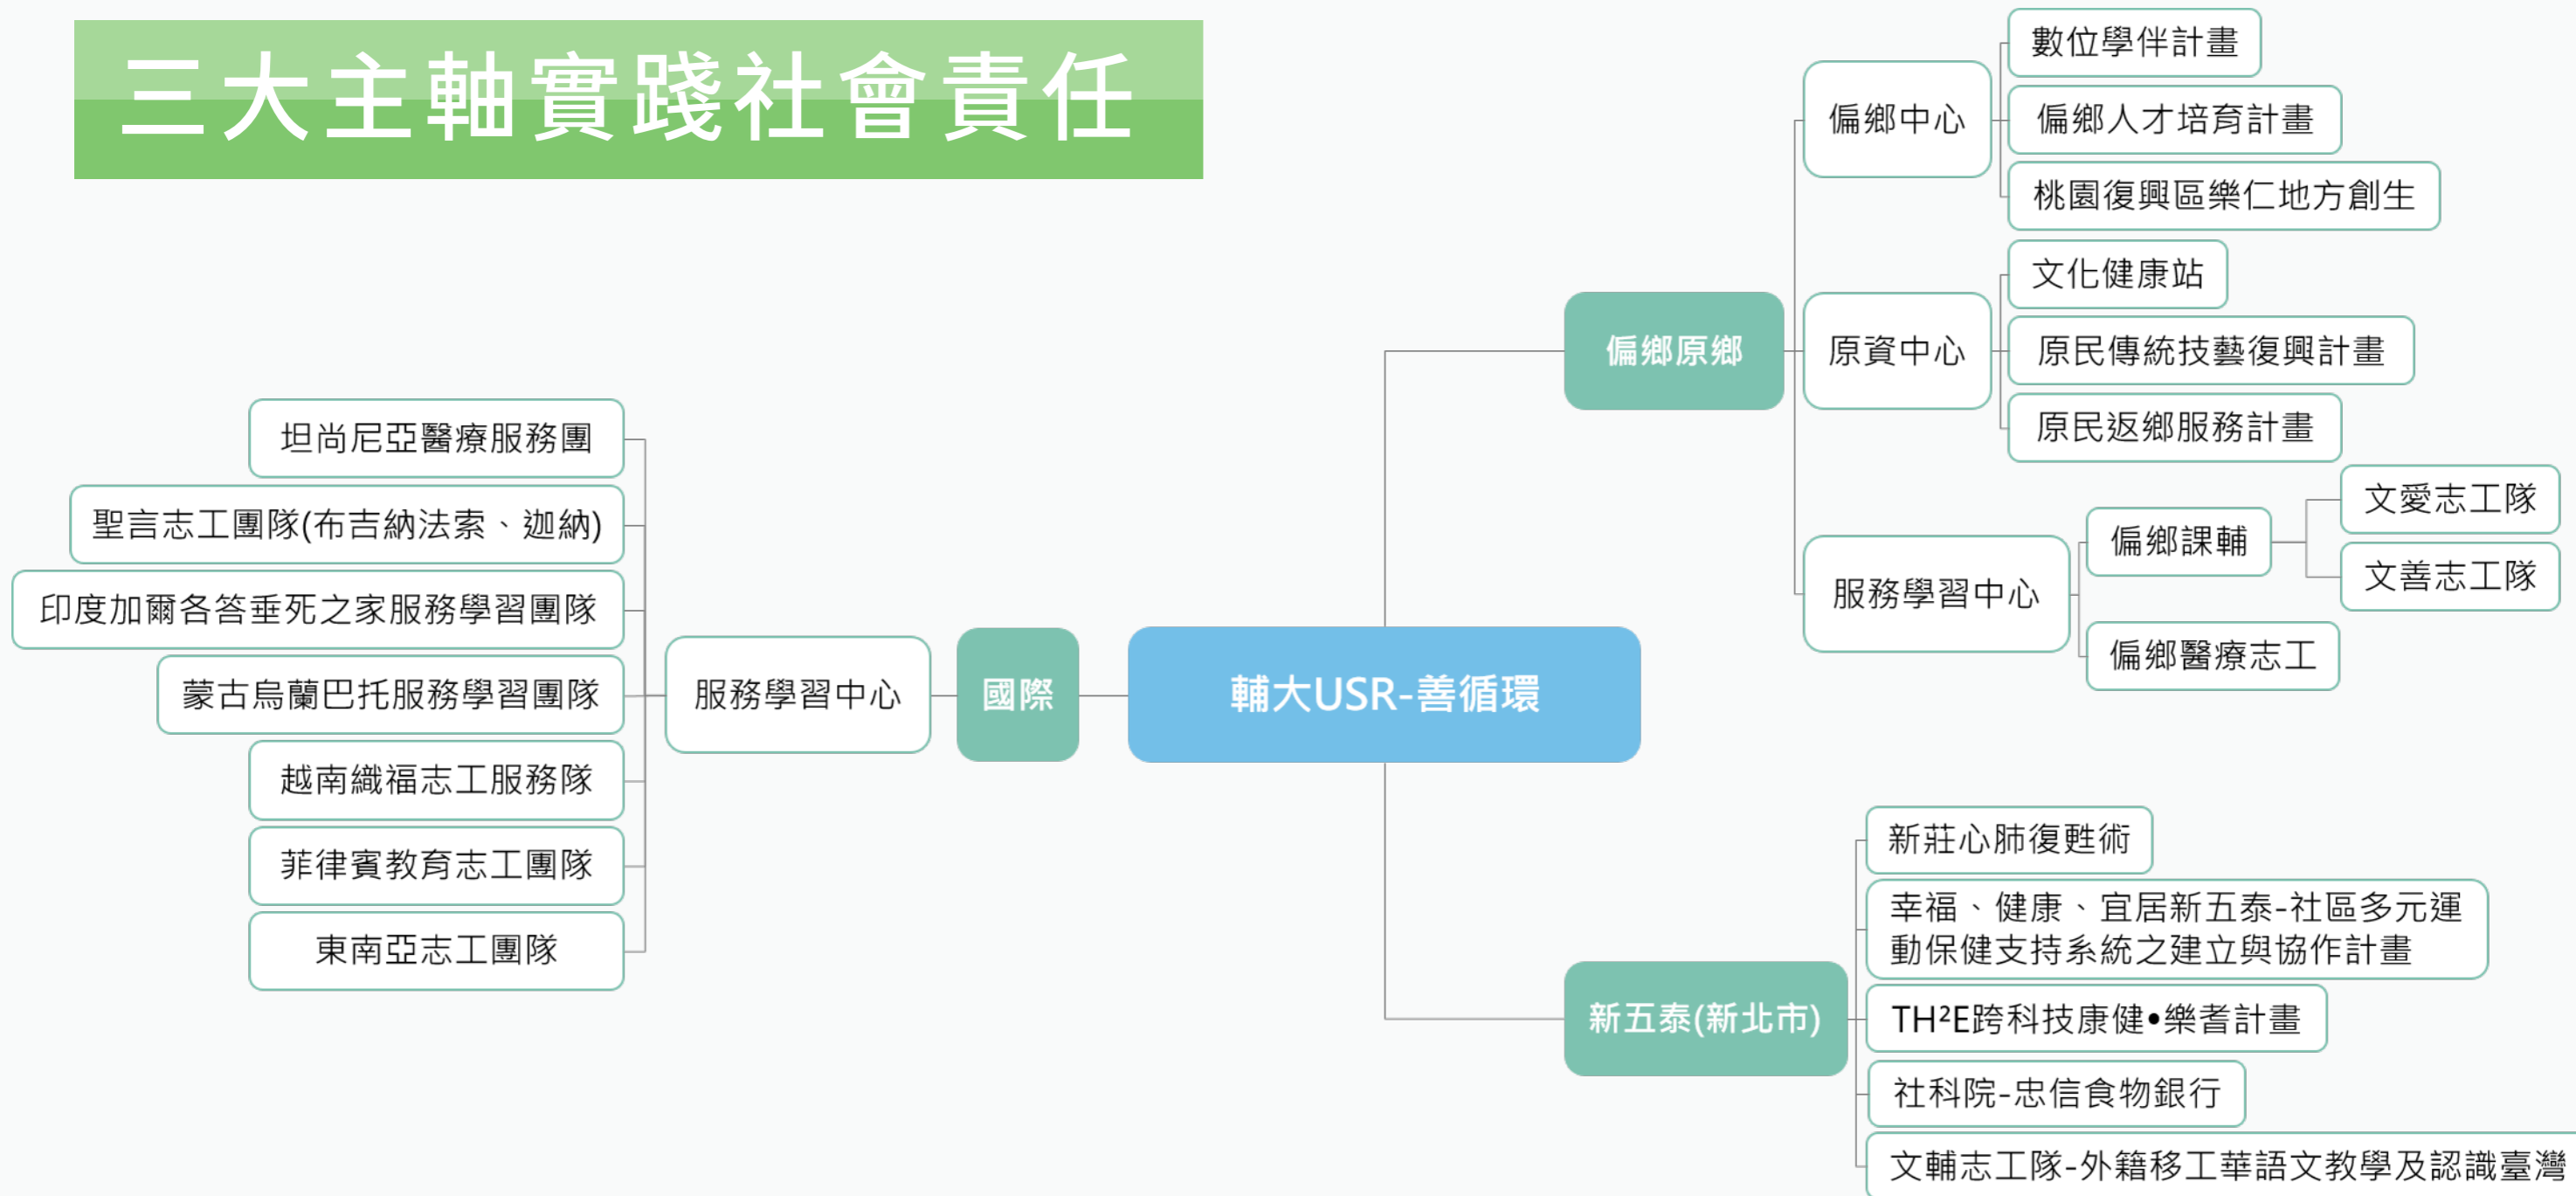 三大主軸實踐社會責任
輔大USR-善循環
偏鄉原鄉
偏鄉中心
數位學伴計畫
偏鄉人才培育計畫
桃園復興區樂仁地方創生
原資中心
文化健康站
原民傳統技藝復興計畫
原民返鄉服務計畫
服務學習中心
偏鄉課輔
文愛志工隊
文善志工隊
偏鄉醫療志工
新五泰(新北市)
新莊心肺復甦術
幸福、健康、宜居新五泰-社區多元運
動保健支持系統之建立與協作計畫
TH²E跨科技康健•樂耆計畫
社科院-忠信食物銀行
文輔志工隊-外籍移工華語文教學及認識臺灣
國際
服務學習中心
坦尚尼亞醫療服務團
聖言志工團隊(布吉納法索、迦納)
印度加爾各答垂死之家服務學習團隊
蒙古烏蘭巴托服務學習團隊
越南織福志工服務隊
菲律賓教育志工團隊
東南亞志工團隊